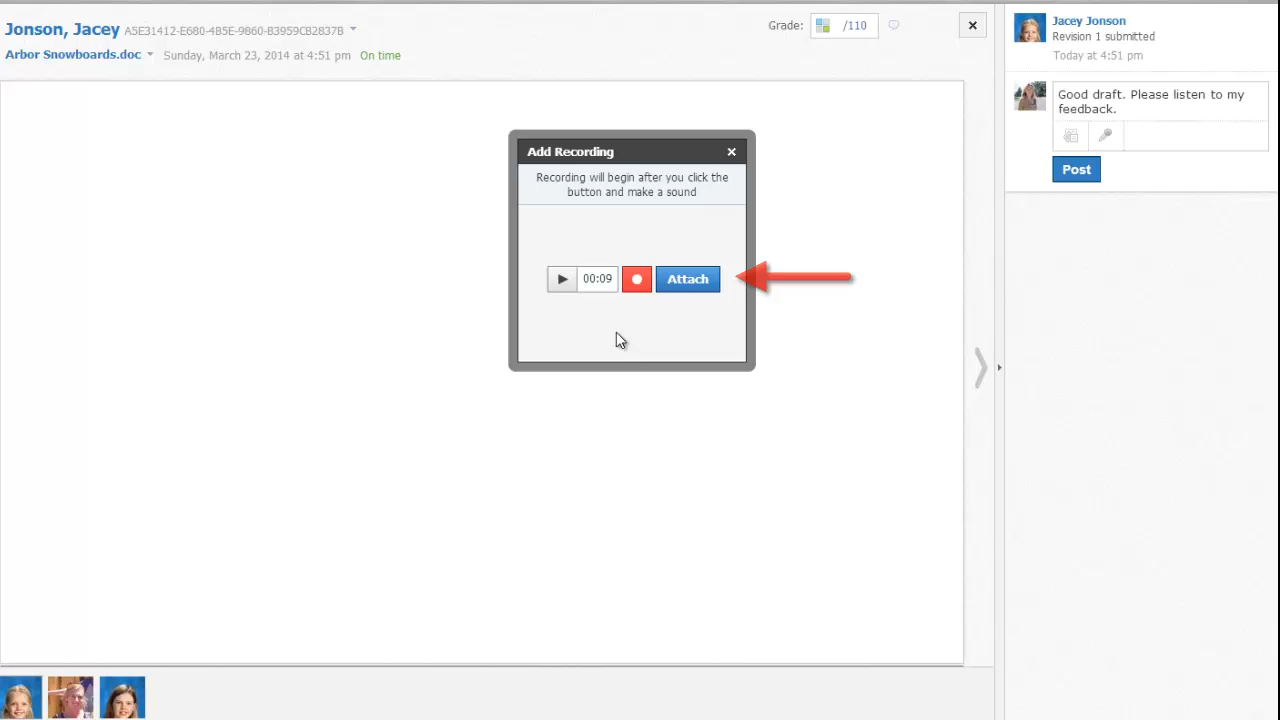 Jonson, Jacey A5E31412-E680-4B5E-9860-B3959CB2837B
Arbor Snowboards.doc Sunday, March 23, 2014 at 4:51 pm On time
Grade: /110
Add Recording
Recording will begin after you click the
button and make a sound
00:09
Attach
Jacey Jonson
Revision 1 submitted
Today at 4:51 pm
Good draft. Please listen to my
feedback.
Post